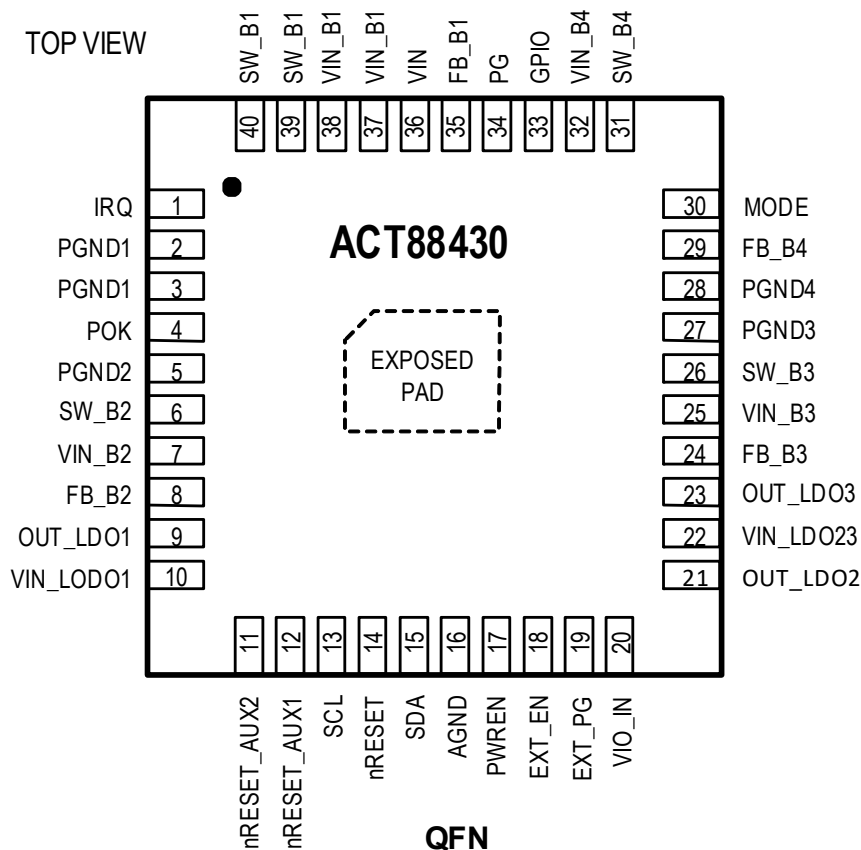 TOP VIEW
SW_B1
SW_B1
VIN_B1
VIN_B1
VIN
FB_B1
PG
GPIO
VIN_B4
SW_B4
40
39
38
37
36
35
34
33
32
31
IRQ 1
PGND1 2
PGND1 3
POK 4
PGND2 5
SW_B2 6
VIN_B2 7
FB_B2 8
OUT_LDO1 9
VIN_LODO1 10
ACT88430
EXPOSED
PAD
30 MODE
29 FB_B4
28 PGND4
27 PGND3
26 SW_B3
25 VIN_B3
24 FB_B3
23 OUT_LDO3
22 VIN_LDO23
21 OUT_LDO2
11
12
13
14
15
16
17
18
19
20
nRESET_AUX2
nRESET_AUX1
SCL
nRESET
SDA
AGND
PWREN
EXT_EN
EXT_PG
VIO_IN
QFN